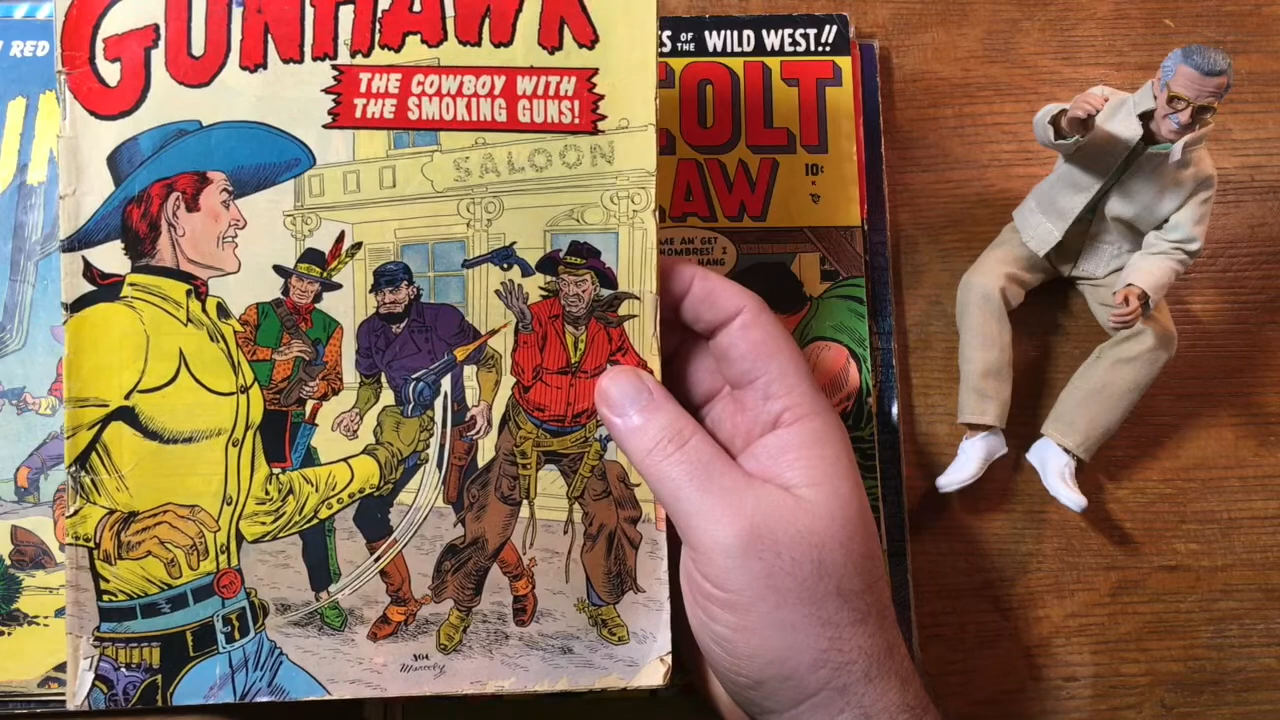 RED
GUNHAWK
THE COWBOY WITH
THE SMOKING GUNS!
SALOON
JOE
Maneely
OF THE WILD WEST!!
COLT
AW
10¢
K
ME AN' GET
HOMBRES! I
HANG